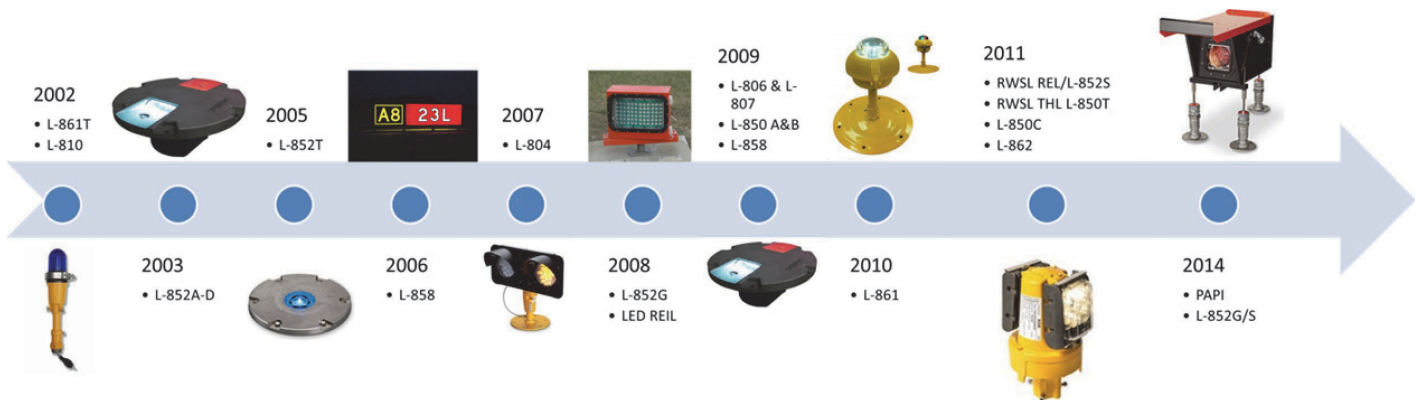 2002
• L-861T
• L-810
2003
• L-852A-D
2005
• L-852T
A8 23L
2006
• L-858
2007
• L-804
2008
• L-852G
• LED REIL
2009
• L-806 & L-
807
• L-850 A&B
• L-858
2010
• L-861
2011
• RWSL REL/L-852S
• RWSL THL L-850T
• L-850C
• L-862
2014
• PAPI
• L-852G/S